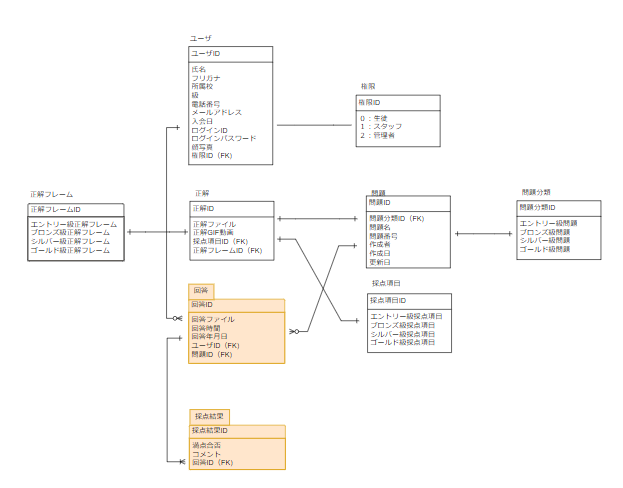 ユーザ
ユーザID
氏名
フリガナ
所属校
級
電話番号
メールアドレス
入会日
ログインID
ログインパスワード
顔写真
権限ID（FK）
権限
権限ID
0 ： 生徒
1 ： スタッフ
2 ： 管理者
正解フレーム
正解フレームID
エントリー級正解フレーム
ブロンズ級正解フレーム
シルバー級正解フレーム
ゴールド級正解フレーム
正解
正解ID
正解ファイル
正解GIF動画
採点項目ID（FK）
正解フレームID（FK）
問題
問題ID
問題分類ID（FK）
問題名
問題番号
作成者
作成日
更新日
問題分類
問題分類ID
エントリー級問題
ブロンズ級問題
シルバー級問題
ゴールド級問題
採点項目
採点項目ID
エントリー級採点項目
ブロンズ級採点項目
シルバー級採点項目
ゴールド級採点項目
回答
回答ID
回答ファイル
回答時間
回答年月日
ユーザID（FK）
問題ID（FK）
採点結果
採点結果ID
満点合否
コメント
回答ID（FK）